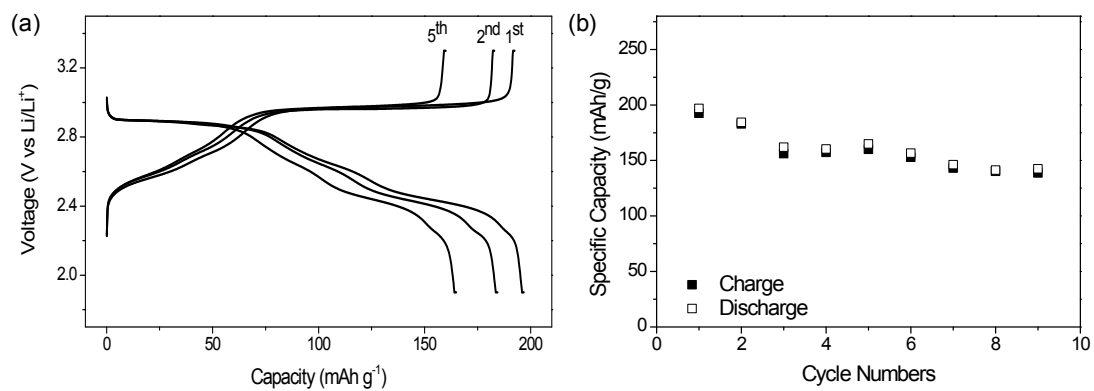 (a)
5th 2nd 1st
3.2
2.8
2.4
2.0
Voltage (V vs Li/Li+)
0 50 100 150 200
Capacity (mAh g-1)
(b)
250
200
150
100
50
0
Specific Capacity (mAh/g)
Charge
Discharge
0 2 4 6 8 10
Cycle Numbers